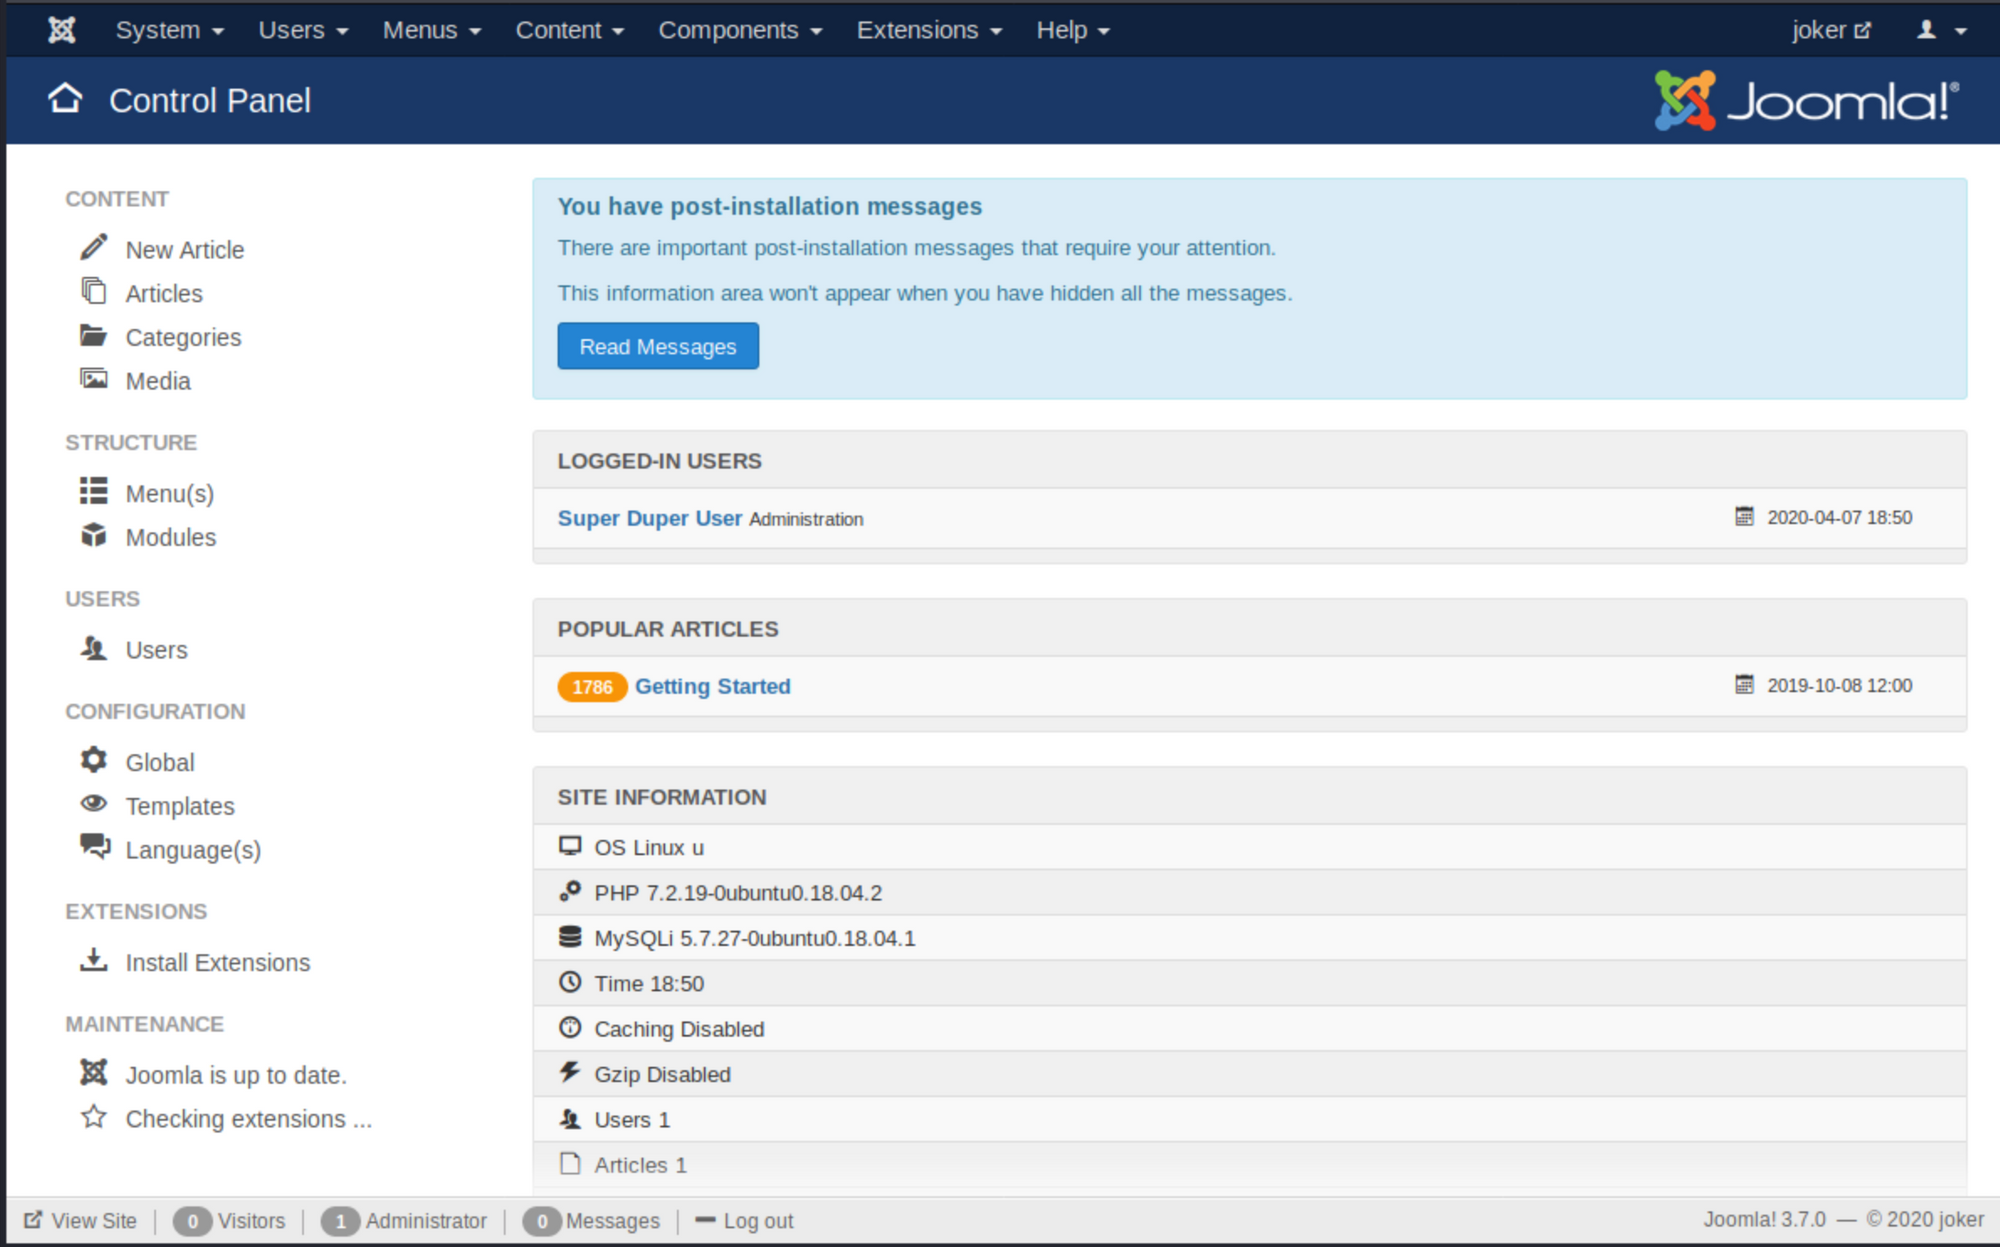 System Users Menus Content Components Extensions Help joker
Control Panel Joomla!®
CONTENT
New Article
Articles
Categories
Media
STRUCTURE
Menu(s)
Modules
USERS
Users
CONFIGURATION
Global
Templates
Language(s)
EXTENSIONS
Install Extensions
MAINTENANCE
Joomla is up to date.
Checking extensions ...
You have post-installation messages
There are important post-installation messages that require your attention.
This information area won't appear when you have hidden all the messages.
Read Messages
LOGGED-IN USERS
Super Duper User Administration 2020-04-07 18:50
POPULAR ARTICLES
1786 Getting Started 2019-10-08 12:00
SITE INFORMATION
OS Linux u
PHP 7.2.19-0ubuntu0.18.04.2
MySQLi 5.7.27-0ubuntu0.18.04.1
Time 18:50
Caching Disabled
Gzip Disabled
Users 1
Articles 1
View Site 0 Visitors 1 Administrator 0 Messages Log out Joomla! 3.7.0 — © 2020 joker